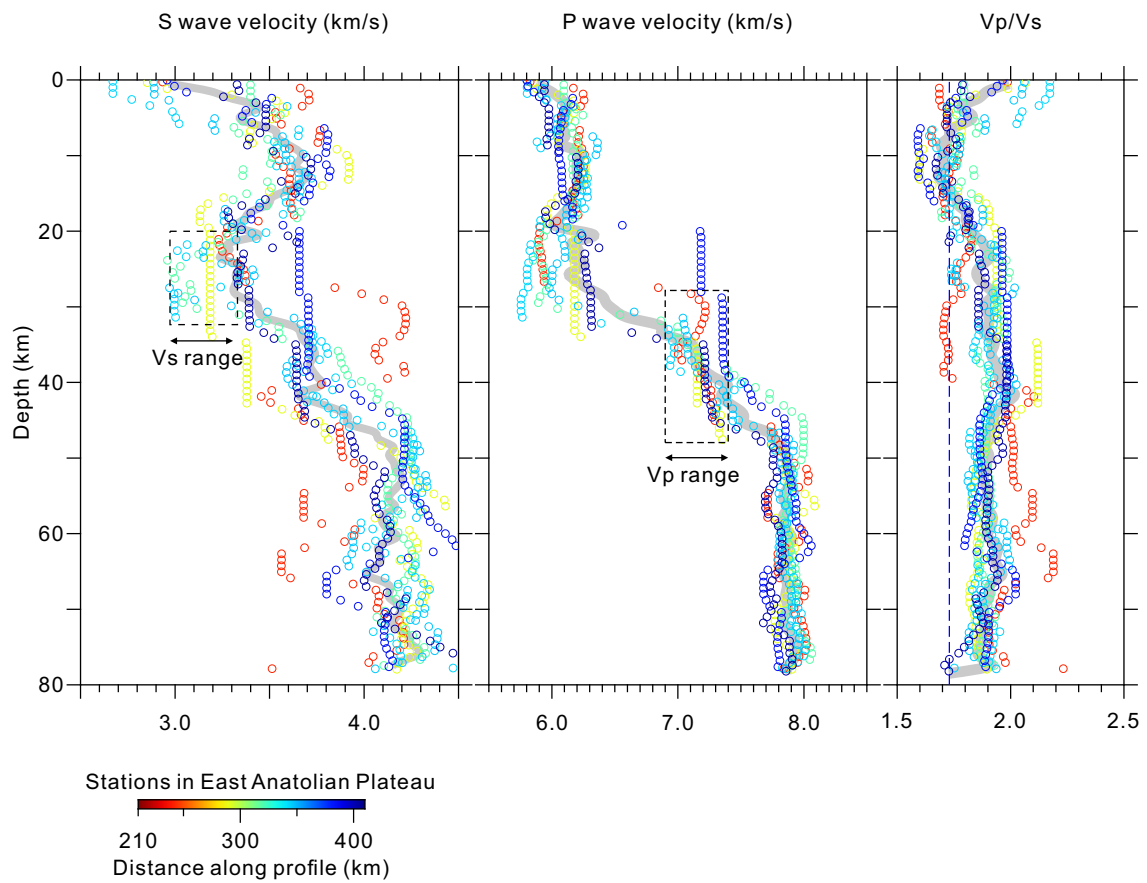 S wave velocity (km/s) P wave velocity (km/s) Vp/Vs
0
20
40
60
80
Depth (km)
Vs range
Vp range
3.0 4.0 6.0 7.0 8.0 1.5 2.0 2.5
Stations in East Anatolian Plateau
210 300 400
Distance along profile (km)